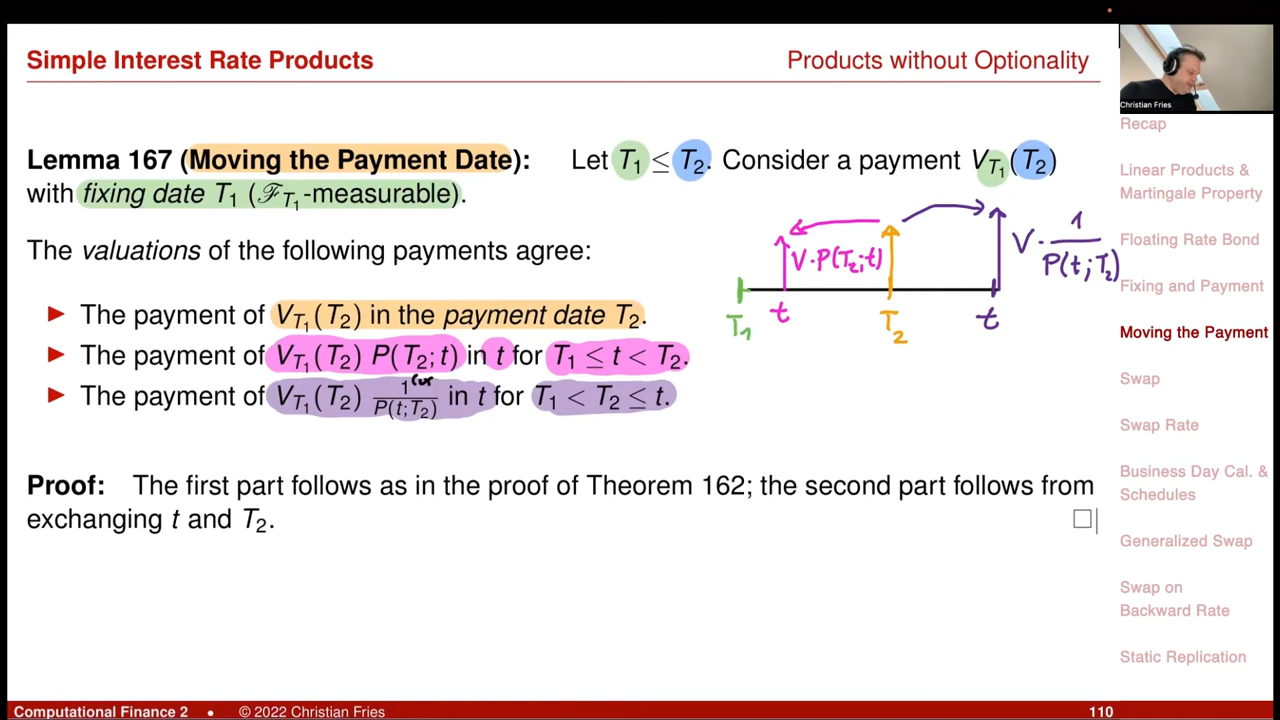 Simple Interest Rate Products
Products without Optionality
Christian Fries
Lemma 167 (Moving the Payment Date): Let T₁ ≤ T₂. Consider a payment V_T₁(T₂)
with fixing date T₁ (ℱ_T₁-measurable).
The valuations of the following payments agree:
▶ The payment of V_T₁(T₂) in the payment date T₂.
▶ The payment of V_T₁(T₂) P(T₂;t) in t for T₁ ≤ t < T₂.
▶ The payment of V_T₁(T₂) 1/P(t;T₂) in t for T₁ < T₂ ≤ t.
V·P(T₂;t)
V · 1/P(t;T₂)
T₁ t T₂ t
Proof: The first part follows as in the proof of Theorem 162; the second part follows from
exchanging t and T₂. □
Recap
Linear Products &
Martingale Property
Floating Rate Bond
Fixing and Payment
Moving the Payment
Swap
Swap Rate
Business Day Cal. &
Schedules
Generalized Swap
Swap on
Backward Rate
Static Replication
Computational Finance 2 • © 2022 Christian Fries
110